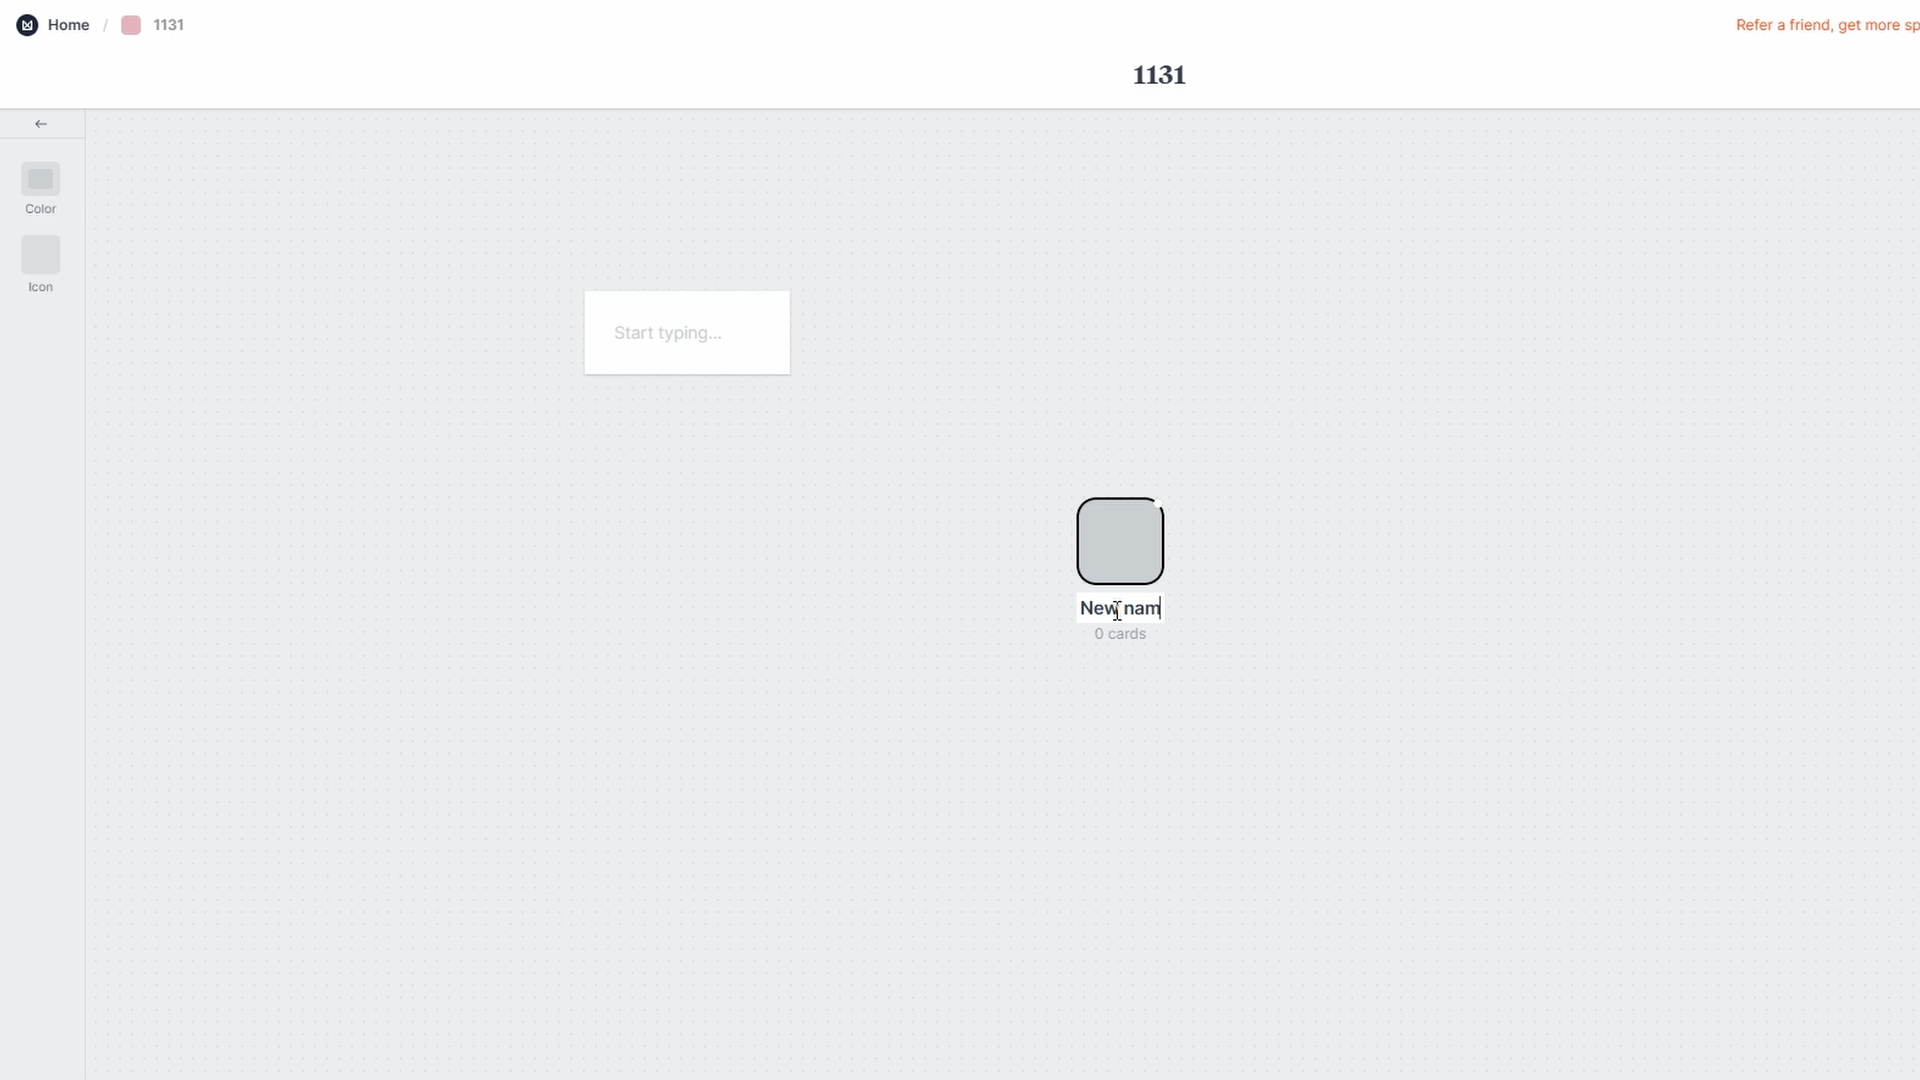 Home / 1131
Refer a friend, get more sp
1131
Color
Icon
Start typing...
New nam
0 cards